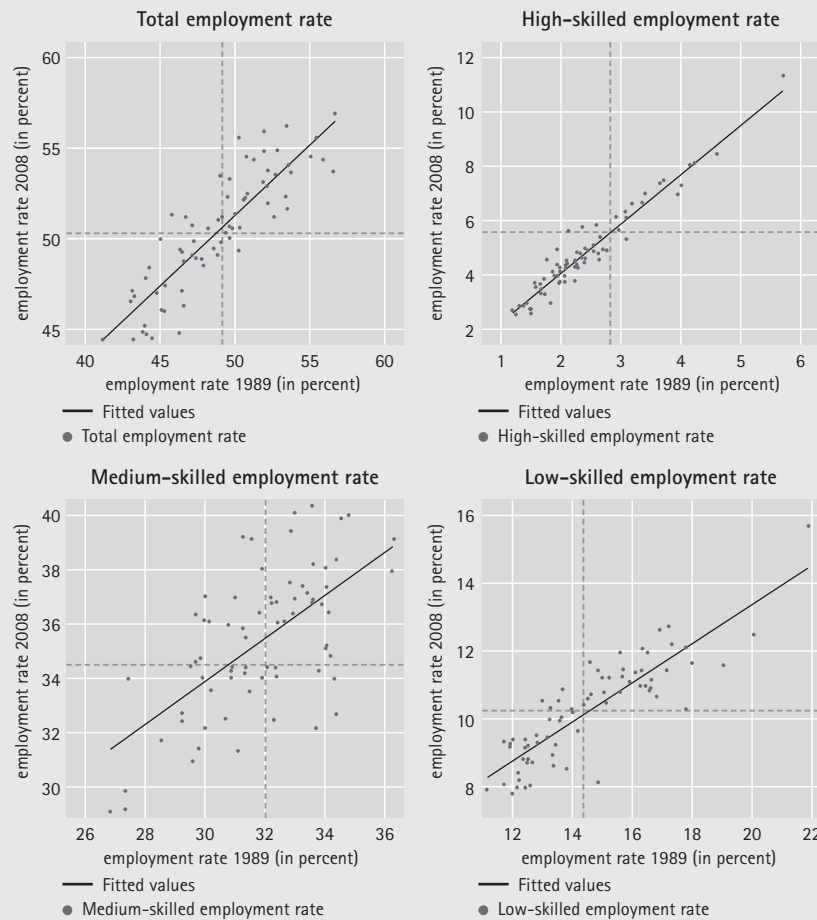 Total employment rate
employment rate 2008 (in percent)
60
55
50
45
40 45 50 55 60
employment rate 1989 (in percent)
Fitted values
Total employment rate
High-skilled employment rate
employment rate 2008 (in percent)
12
10
8
6
4
2
1 2 3 4 5 6
employment rate 1989 (in percent)
Fitted values
High-skilled employment rate
Medium-skilled employment rate
employment rate 2008 (in percent)
40
38
36
34
32
30
26 28 30 32 34 36
employment rate 1989 (in percent)
Fitted values
Medium-skilled employment rate
Low-skilled employment rate
employment rate 2008 (in percent)
16
14
12
10
8
12 14 16 18 20 22
employment rate 1989 (in percent)
Fitted values
Low-skilled employment rate